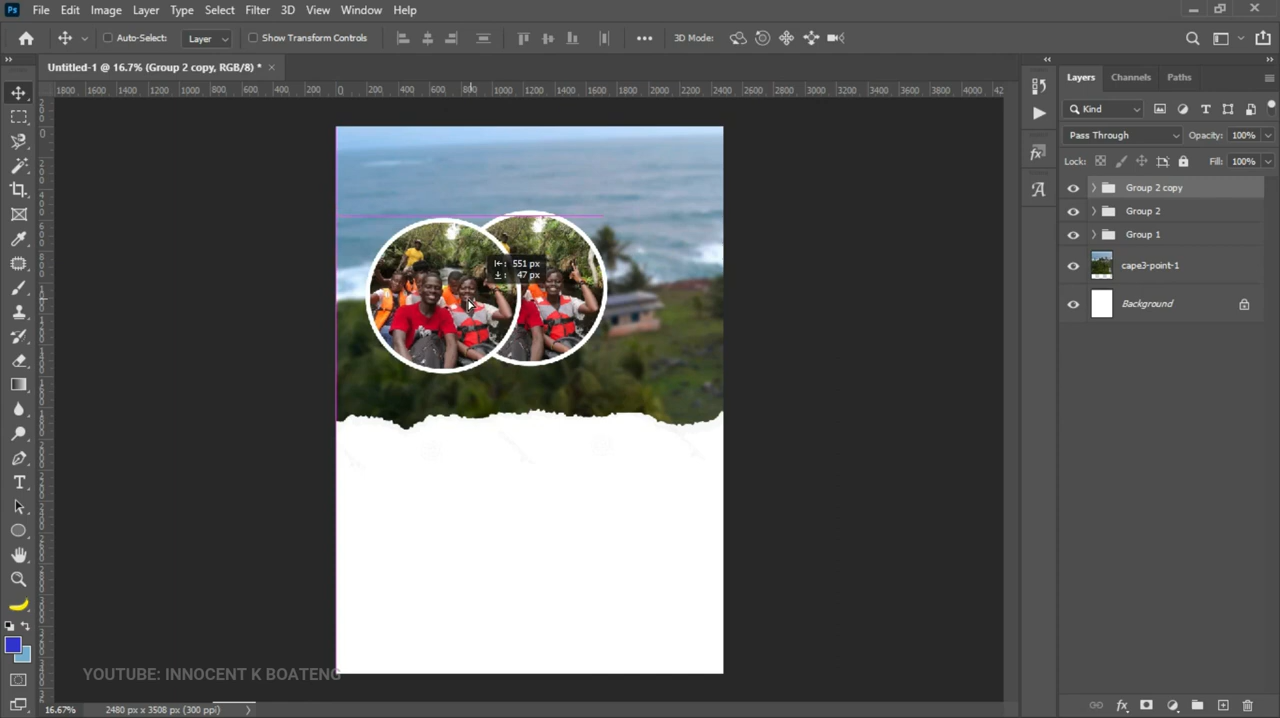 Ps File Edit Image Layer Type Select Filter 3D View Window Help
Auto-Select: Layer Show Transform Controls 3D Mode:
Untitled-1 @ 16.7% (Group 2 copy, RGB/8) *
1800 1600 1400 1200 1000 800 600 400 200 0 200 400 600 800 1000 1200 1400 1600 1800 2000 2200 2400 2600 2800 3000 3200 3400 3600 3800 4000 42
Layers Channels Paths
Kind
Pass Through Opacity: 100%
Lock: Fill: 100%
Group 2 copy
Group 2
Group 1
cape3-point-1
Background
551 px
47 px
YOUTUBE: INNOCENT K BOATENG
16.67% 2480 px x 3508 px (300 ppi)